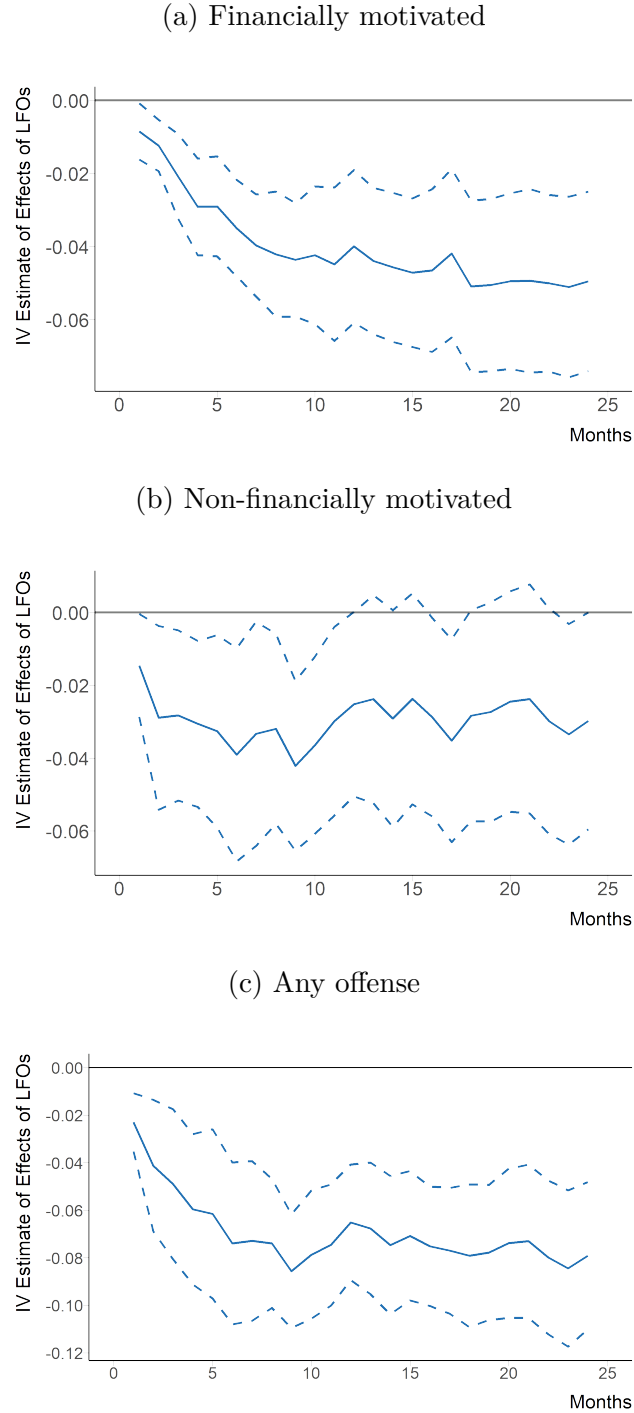 (a) Financially motivated
IV Estimate of Effects of LFOs
0.00
-0.02
-0.04
-0.06
0 5 10 15 20 25
Months
(b) Non-financially motivated
IV Estimate of Effects of LFOs
0.00
-0.02
-0.04
-0.06
0 5 10 15 20 25
Months
(c) Any offense
IV Estimate of Effects of LFOs
0.00
-0.02
-0.04
-0.06
-0.08
-0.10
-0.12
0 5 10 15 20 25
Months